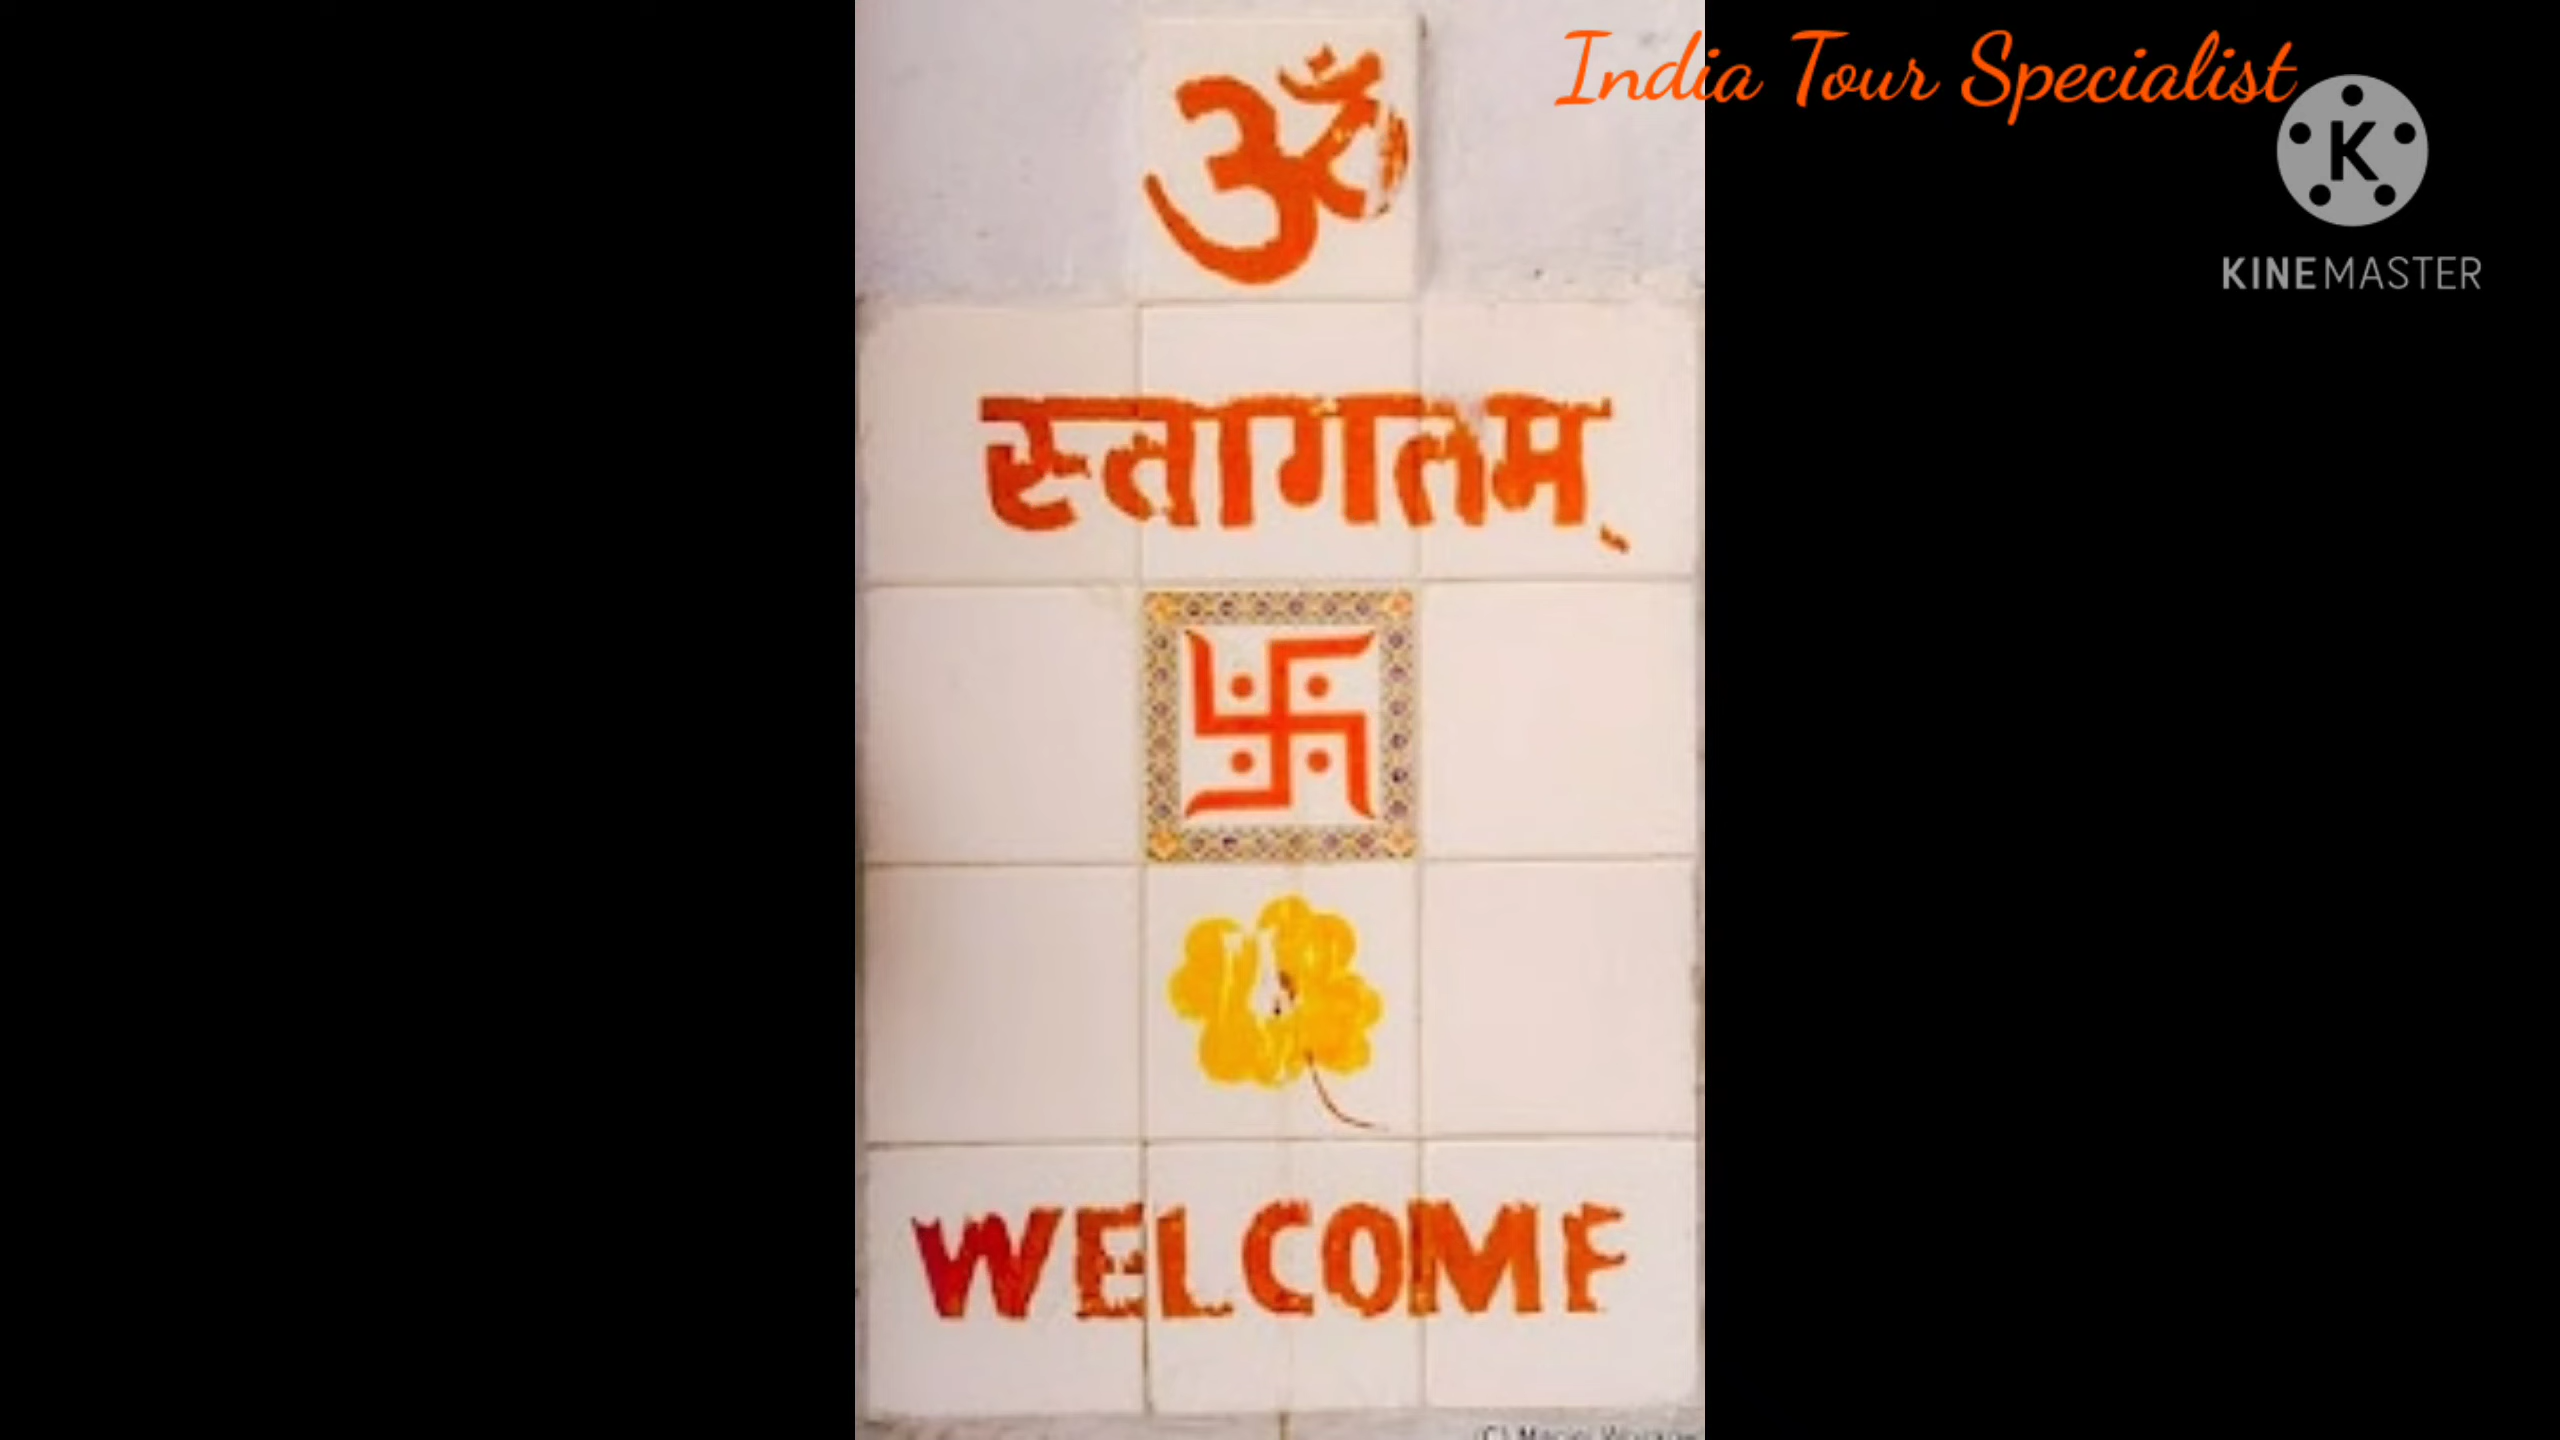 India Tour Specialist
K
KINEMASTER
ॐ
स्तागतम्
WELCOME